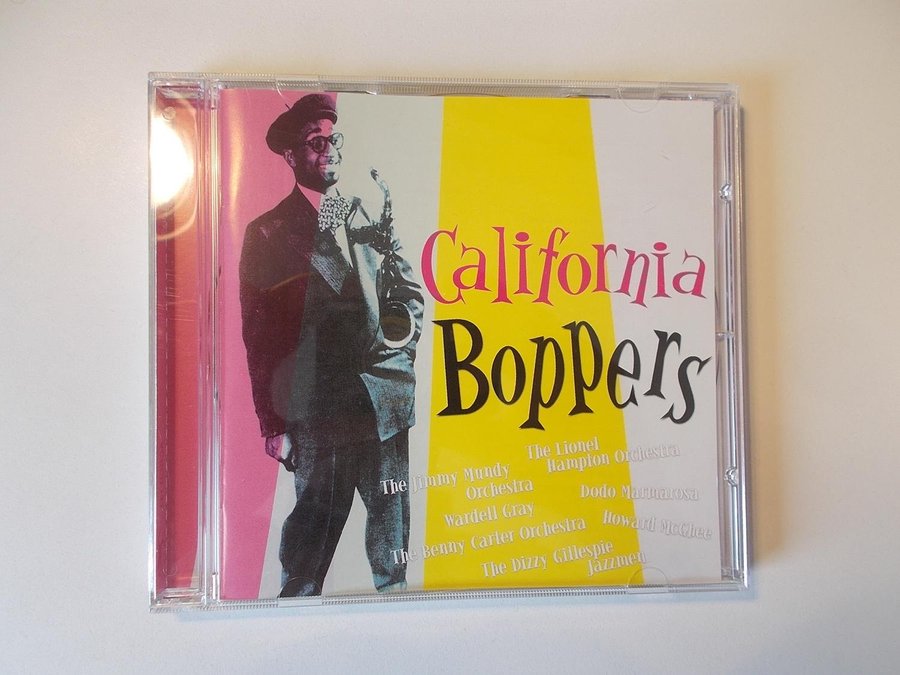 California
Boppers
The Lionel
Hampton Orchestra
The Jimmy Mundy
Orchestra
Dodo Marmarosa
Wardell Gray
Howard McGhee
The Benny Carter Orchestra
The Dizzy Gillespie
Jazzmen